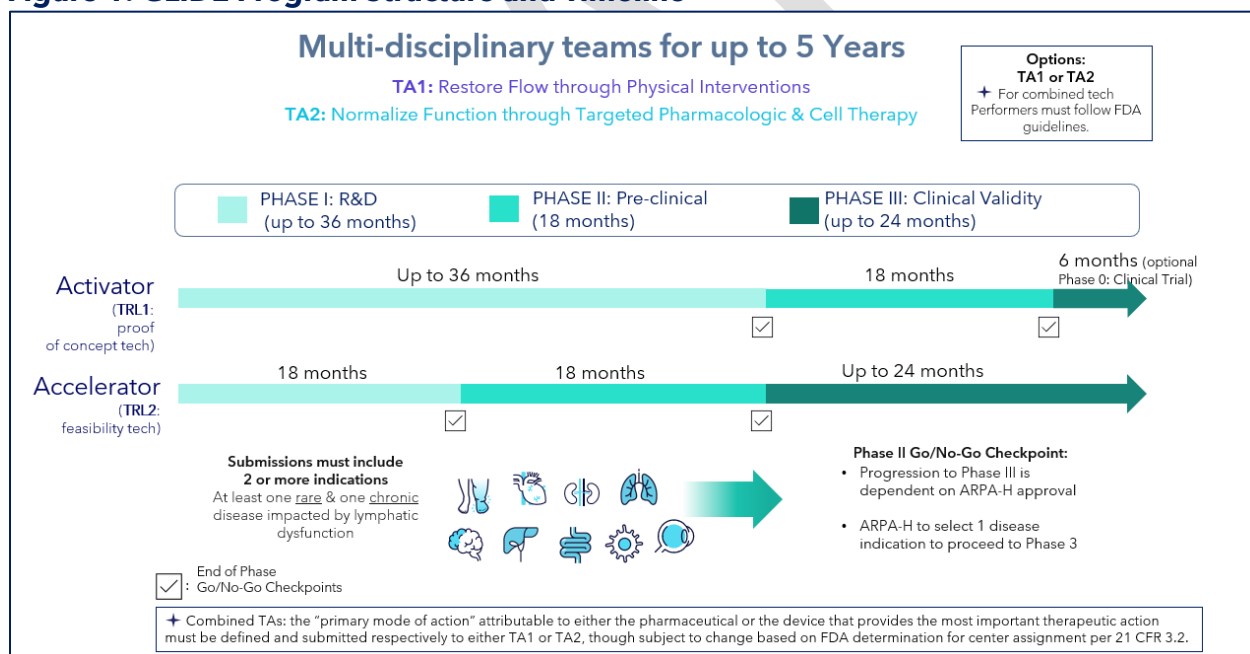 Multi-disciplinary teams for up to 5 Years
TA1: Restore Flow through Physical Interventions
TA2: Normalize Function through Targeted Pharmacologic & Cell Therapy
Options:
TA1 or TA2
For combined tech
Performers must follow FDA
guidelines.
PHASE I: R&D
(up to 36 months)
PHASE II: Pre-clinical
(18 months)
PHASE III: Clinical Validity
(up to 24 months)
Activator
(TRL1:
proof
of concept tech)
Up to 36 months
18 months
6 months (optional
Phase 0: Clinical Trial)
Accelerator
(TRL2:
feasibility tech)
18 months
18 months
Up to 24 months
Submissions must include
2 or more indications
At least one rare & one chronic
disease impacted by lymphatic
dysfunction
Phase II Go/No-Go Checkpoint:
• Progression to Phase III is
dependent on ARPA-H approval
• ARPA-H to select 1 disease
indication to proceed to Phase 3
: End of Phase
Go/No-Go Checkpoints
Combined TAs: the “primary mode of action” attributable to either the pharmaceutical or the device that provides the most important therapeutic action
must be defined and submitted respectively to either TA1 or TA2, though subject to change based on FDA determination for center assignment per 21 CFR 3.2.